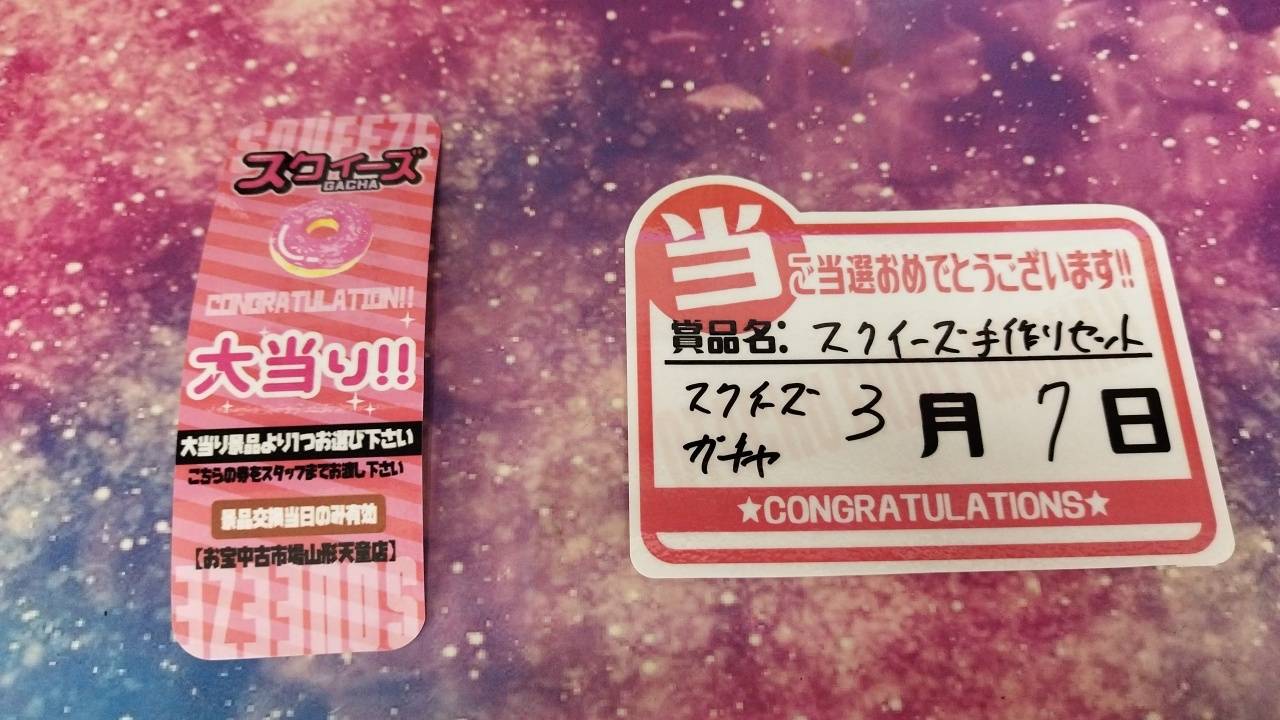 SQUEEZE
スクイーズ
GACHA
CONGRATULATION!!
大当り!!
大当り景品より1つお選び下さい
こちらの券をスタッフまでお渡し下さい
景品交換当日のみ有効
【お宝中古市場山形天童店】
SQUEEZE
当
ご当選おめでとうございます!!
賞品名: スクイーズ手作りセット
スクイーズ
ガチャ
3月7日
★CONGRATULATIONS★